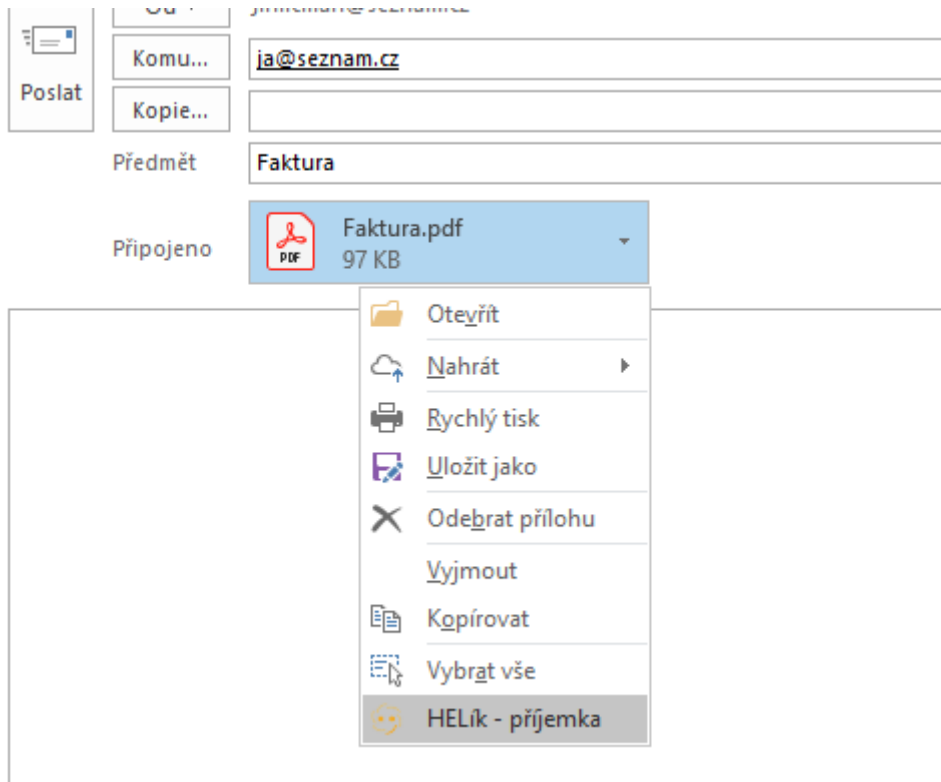 Poslat
Komu...
ja@seznam.cz
Kopie...
Předmět
Faktura
Připojeno
PDF
Faktura.pdf
97 KB
Otevřít
Nahrát
Rychlý tisk
Uložit jako
Odebrat přílohu
Vyjmout
Kopírovat
Vybrat vše
HELík - příjemka